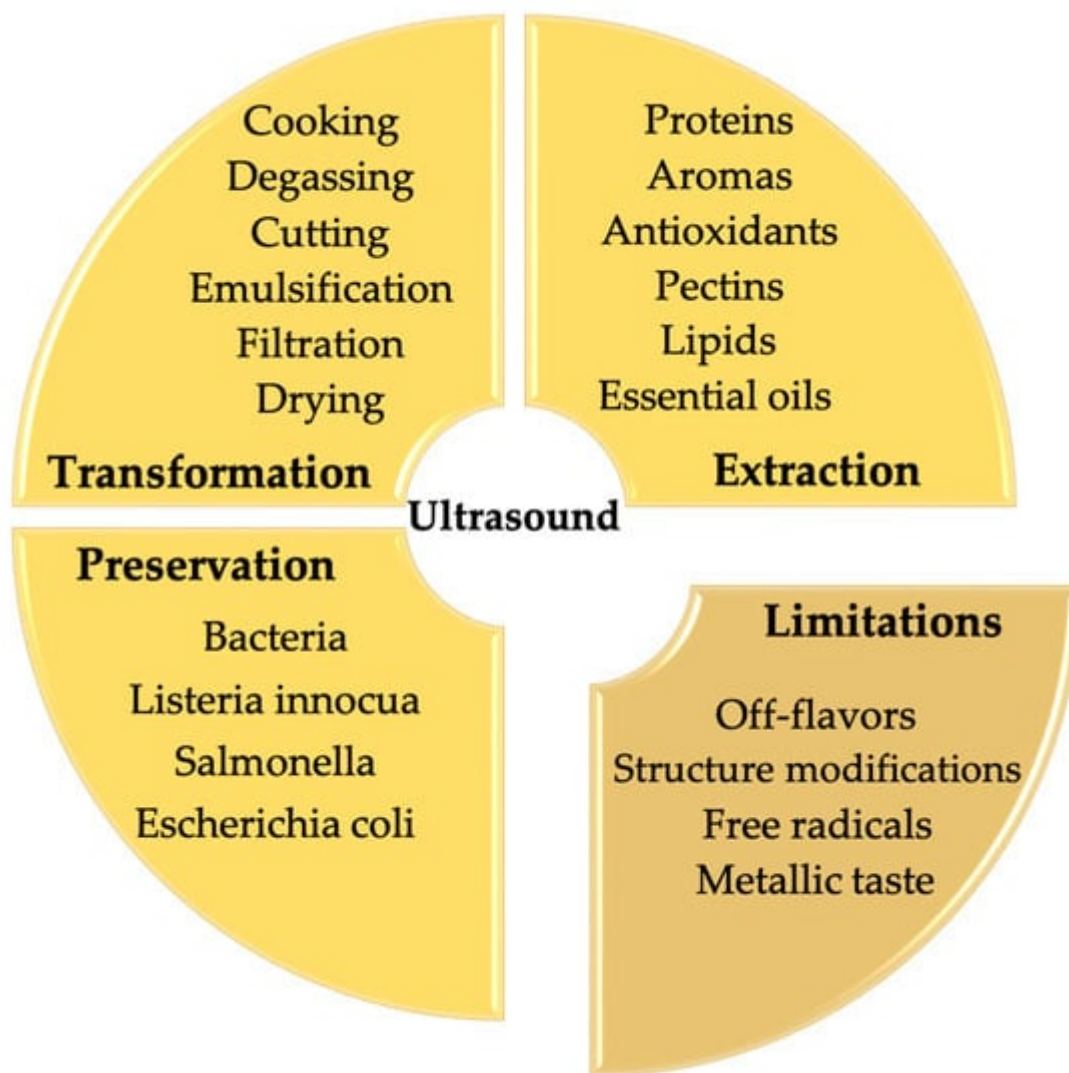 Cooking
Degassing
Cutting
Emulsification
Filtration
Drying
Transformation
Proteins
Aromas
Antioxidants
Pectins
Lipids
Essential oils
Extraction
Ultrasound
Preservation
Bacteria
Listeria innocua
Salmonella
Escherichia coli
Limitations
Off-flavors
Structure modifications
Free radicals
Metallic taste